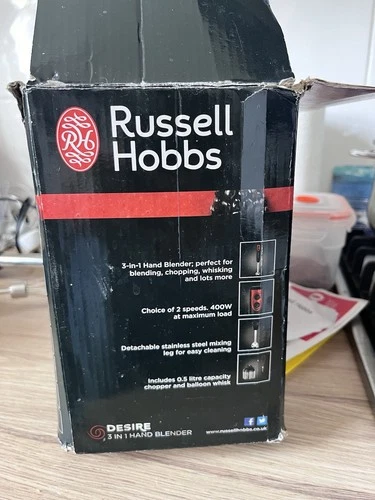 RH
Russell
Hobbs
3-in-1 Hand Blender; perfect for
blending, chopping, whisking
and lots more
Choice of 2 speeds. 400W
at maximum load
Detachable stainless steel mixing
leg for easy cleaning
Includes 0.5 litre capacity
chopper and balloon whisk
DESIRE
3 IN 1 HAND BLENDER
www.russellhobbs.co.uk